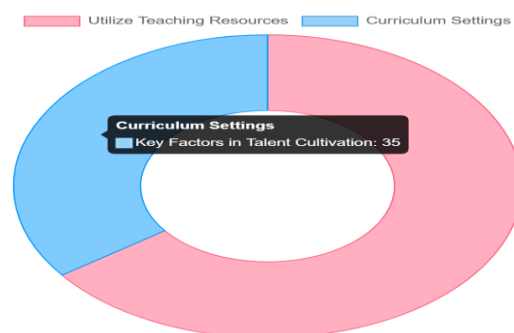 Utilize Teaching Resources Curriculum Settings
Curriculum Settings
Key Factors in Talent Cultivation: 35